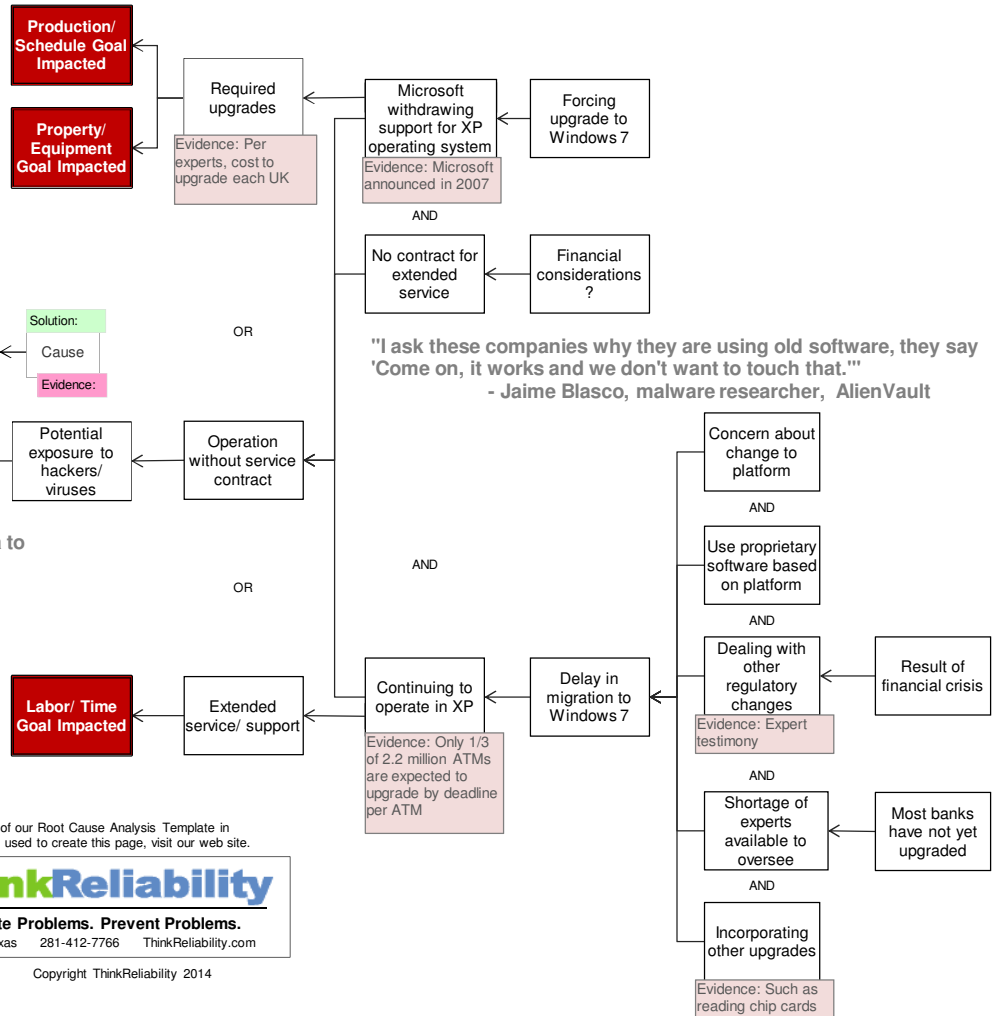 Production/
Schedule Goal
Impacted
Property/
Equipment
Goal Impacted
Required
upgrades
Evidence: Per
experts, cost to
upgrade each UK
Microsoft
withdrawing
support for XP
operating system
Evidence: Microsoft
announced in 2007
Forcing
upgrade to
Windows 7
AND
No contract for
extended
service
Financial
considerations
?
OR
Solution:
Cause
Evidence:
"I ask these companies why they are using old software, they say
'Come on, it works and we don't want to touch that.'"
- Jaime Blasco, malware researcher, AlienVault
Potential
exposure to
hackers/
viruses
Operation
without service
contract
to
OR
AND
Concern about
change to
platform
AND
Use proprietary
software based
on platform
AND
Dealing with
other
regulatory
changes
Evidence: Expert
testimony
Result of
financial crisis
Labor/ Time
Goal Impacted
Extended
service/ support
Continuing to
operate in XP
Evidence: Only 1/3
of 2.2 million ATMs
are expected to
upgrade by deadline
per ATM
Delay in
migration to
Windows 7
AND
Shortage of
experts
available to
oversee
Most banks
have not yet
upgraded
AND
Incorporating
other upgrades
Evidence: Such as
reading chip cards
of our Root Cause Analysis Template in
used to create this page, visit our web site.
nkReliability
te Problems. Prevent Problems.
xas 281-412-7766 ThinkReliability.com
Copyright ThinkReliability 2014